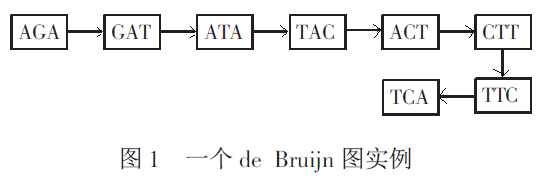 AGA GAT ATA TAC ACT CTT
TCA TTC
图1 一个 de Bruijn 图实例